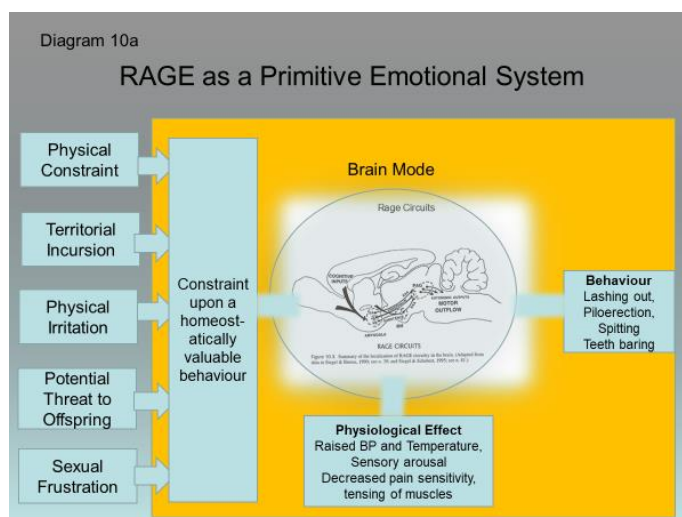 Diagram 10a
RAGE as a Primitive Emotional System
Physical
Constraint
Territorial
Incursion
Physical
Irritation
Potential
Threat to
Offspring
Sexual
Frustration
Constraint
upon a
homeost-
atically
valuable
behaviour
Brain Mode
Rage Circuits
COGNITIVE
INPUTS
MOTOR
OUTFLOW
RAGE CIRCUITS
Behaviour
Lashing out,
Piloerection,
Spitting
Teeth baring
Physiological Effect
Raised BP and Temperature,
Sensory arousal
Decreased pain sensitivity,
tensing of muscles